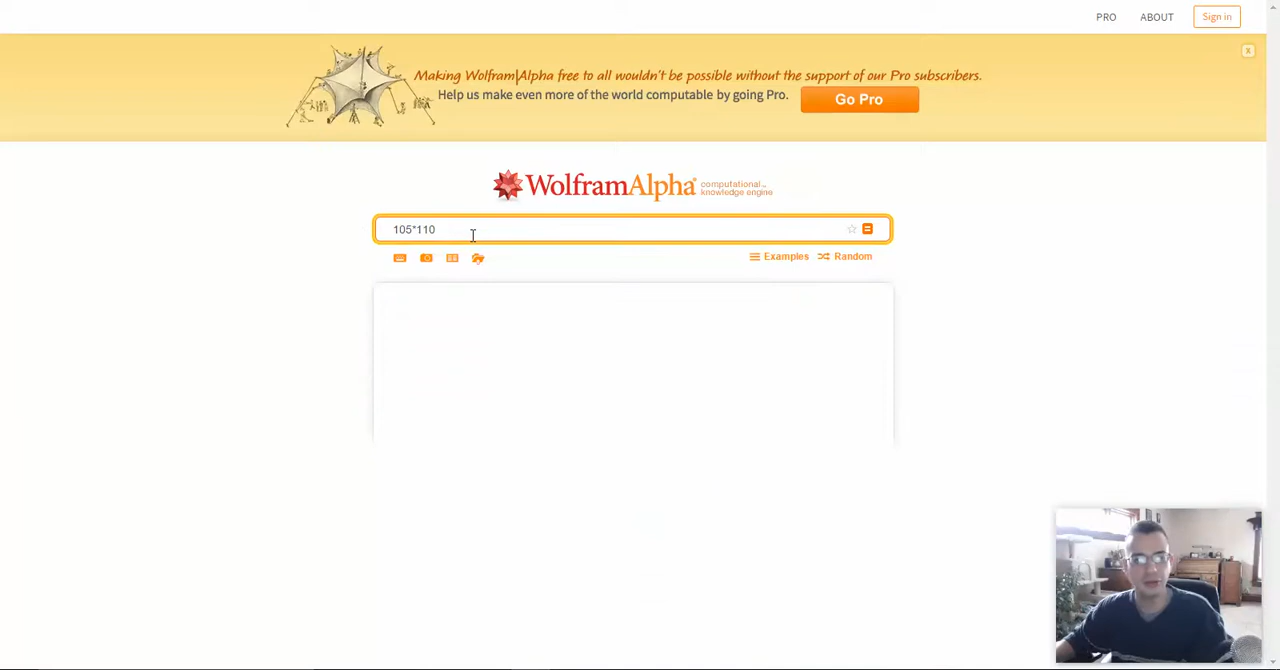 PRO ABOUT Sign in
Making Wolfram|Alpha free to all wouldn't be possible without the support of our Pro subscribers.
x
Help us make even more of the world computable by going Pro. Go Pro
WolframAlpha computational knowledge engine
105*110
Examples Random